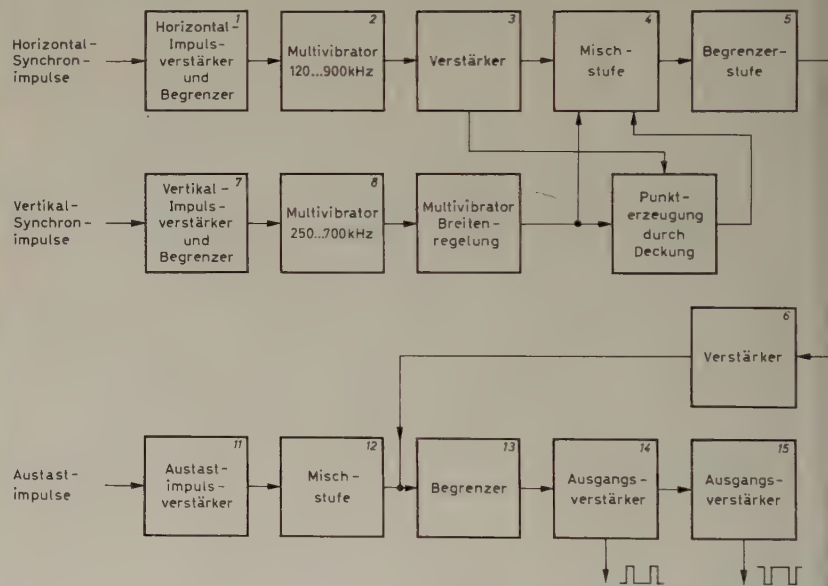 Horizontal-
Synchron-
impulse
1
Horizontal-
Impuls-
verstärker
und
Begrenzer
2
Multivibrator
120...900kHz
3
Verstärker
4
Misch-
stufe
5
Begrenzer-
stufe
Vertikal-
Synchron-
impulse
7
Vertikal-
Impuls-
verstärker
und
Begrenzer
8
Multivibrator
250...700kHz
Multivibrator
Breiten-
regelung
Punkt-
erzeugung
durch
Deckung
6
Verstärker
Austast-
impulse
11
Austast-
impuls-
verstärker
12
Misch-
stufe
13
Begrenzer
14
Ausgangs-
verstärker
15
Ausgangs-
verstärker